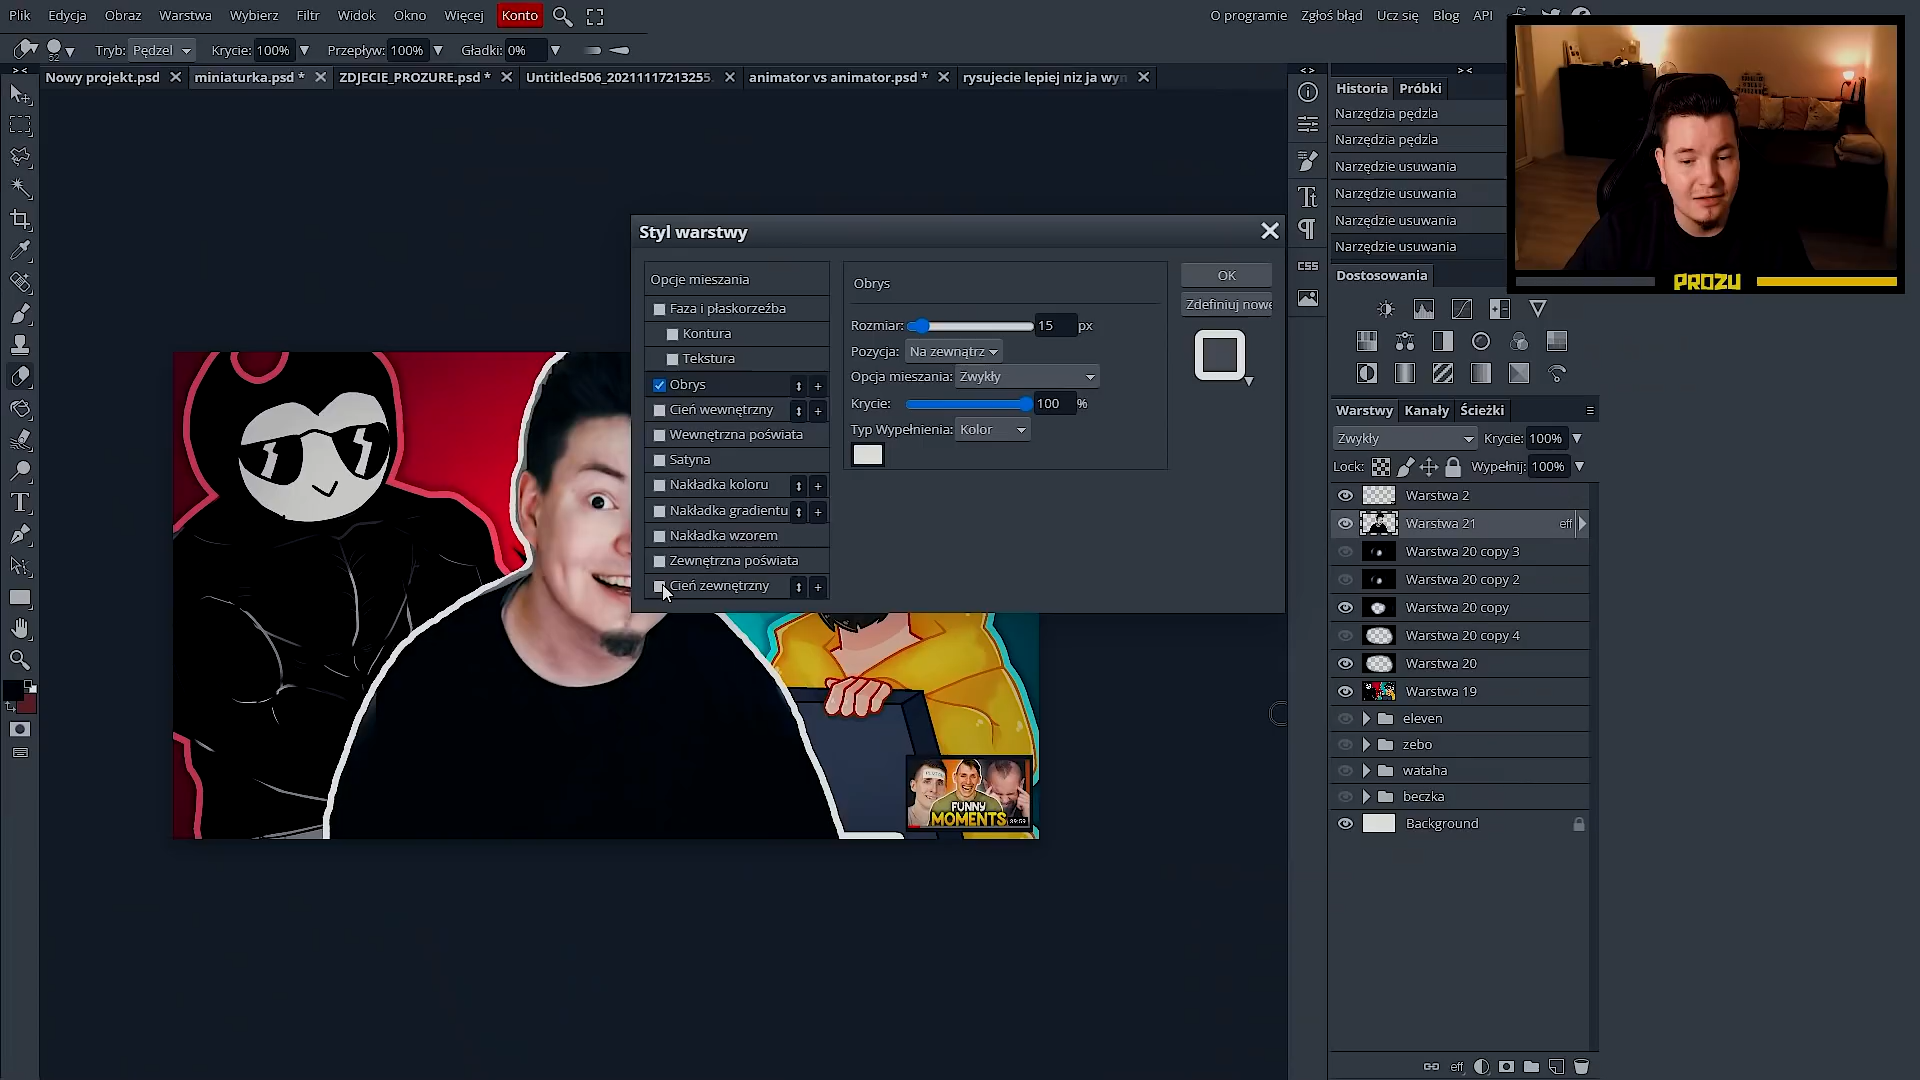 Plik Edycja Obraz Warstwa Wybierz Filtr Widok Okno Więcej Konto
O programie Zgłoś błąd Ucz się Blog API
52 Tryb: Pędzel Krycie: 100% Przepływ: 100% Gładki: 0%
Nowy projekt.psd miniaturka.psd * ZDJECIE_PROZURE.psd * Untitled506_20211117213255. animator vs animator.psd * rysujecie lepiej niz ja wyn
Historia Próbki
Narzędzia pędzla
Narzędzia pędzla
Narzędzie usuwania
Narzędzie usuwania
Narzędzie usuwania
Narzędzie usuwania
PROZU
Dostosowania
CSS
Styl warstwy
Opcje mieszania
Faza i płaskorzeźba
Kontura
Tekstura
Obrys
Cień wewnętrzny
Wewnętrzna poświata
Satyna
Nakładka koloru
Nakładka gradientu
Nakładka wzorem
Zewnętrzna poświata
Cień zewnętrzny
Obrys
Rozmiar: 15 px
Pozycja: Na zewnątrz
Opcja mieszania: Zwykły
Krycie: 100 %
Typ Wypełnienia: Kolor
OK
Zdefiniuj nowe
Warstwy Kanały Ścieżki
Zwykły Krycie: 100%
Lock: Wypełnij: 100%
Warstwa 2
Warstwa 21 eff
Warstwa 20 copy 3
Warstwa 20 copy 2
Warstwa 20 copy
Warstwa 20 copy 4
Warstwa 20
Warstwa 19
eleven
zebo
wataha
beczka
Background
FUNNY
MOMENTS
39:59
eff